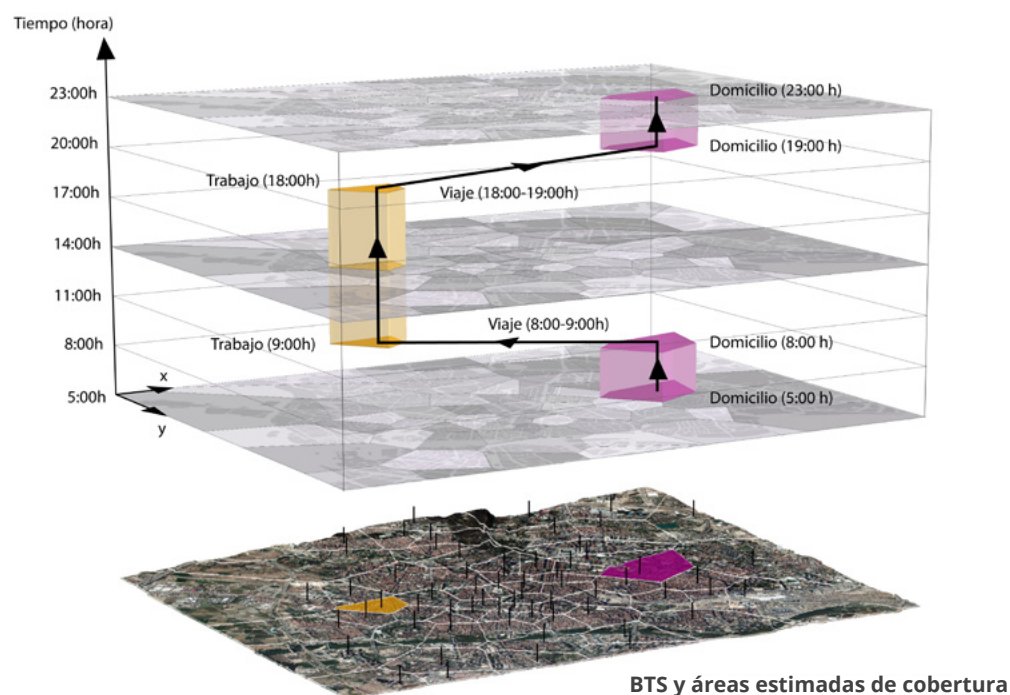 Tiempo (hora)
23:00h
Domicilio (23:00 h)
20:00h
Domicilio (19:00 h)
Trabajo (18:00h)
17:00h
Viaje (18:00-19:00h)
14:00h
11:00h
Viaje (8:00-9:00h)
8:00h
Trabajo (9:00h)
Domicilio (8:00 h)
x
5:00h
Domicilio (5:00 h)
y
BTS y áreas estimadas de cobertura